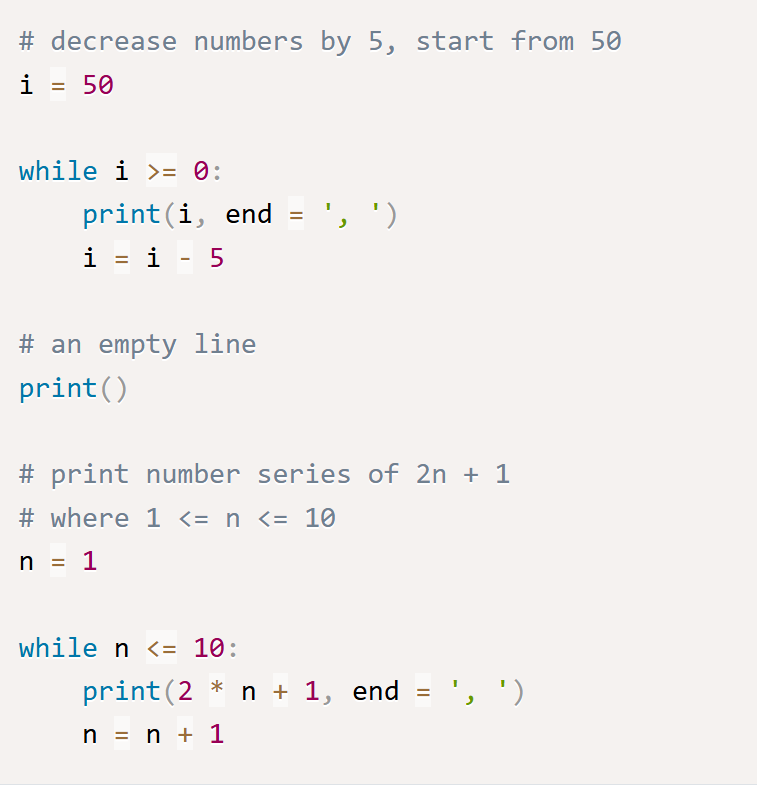 # decrease numbers by 5, start from 50
i = 50
while i >= 0:
    print(i, end = ', ')
    i = i - 5
# an empty line
print()
# print number series of 2n + 1
# where 1 <= n <= 10
n = 1
while n <= 10:
    print(2 * n + 1, end = ', ')
    n = n + 1